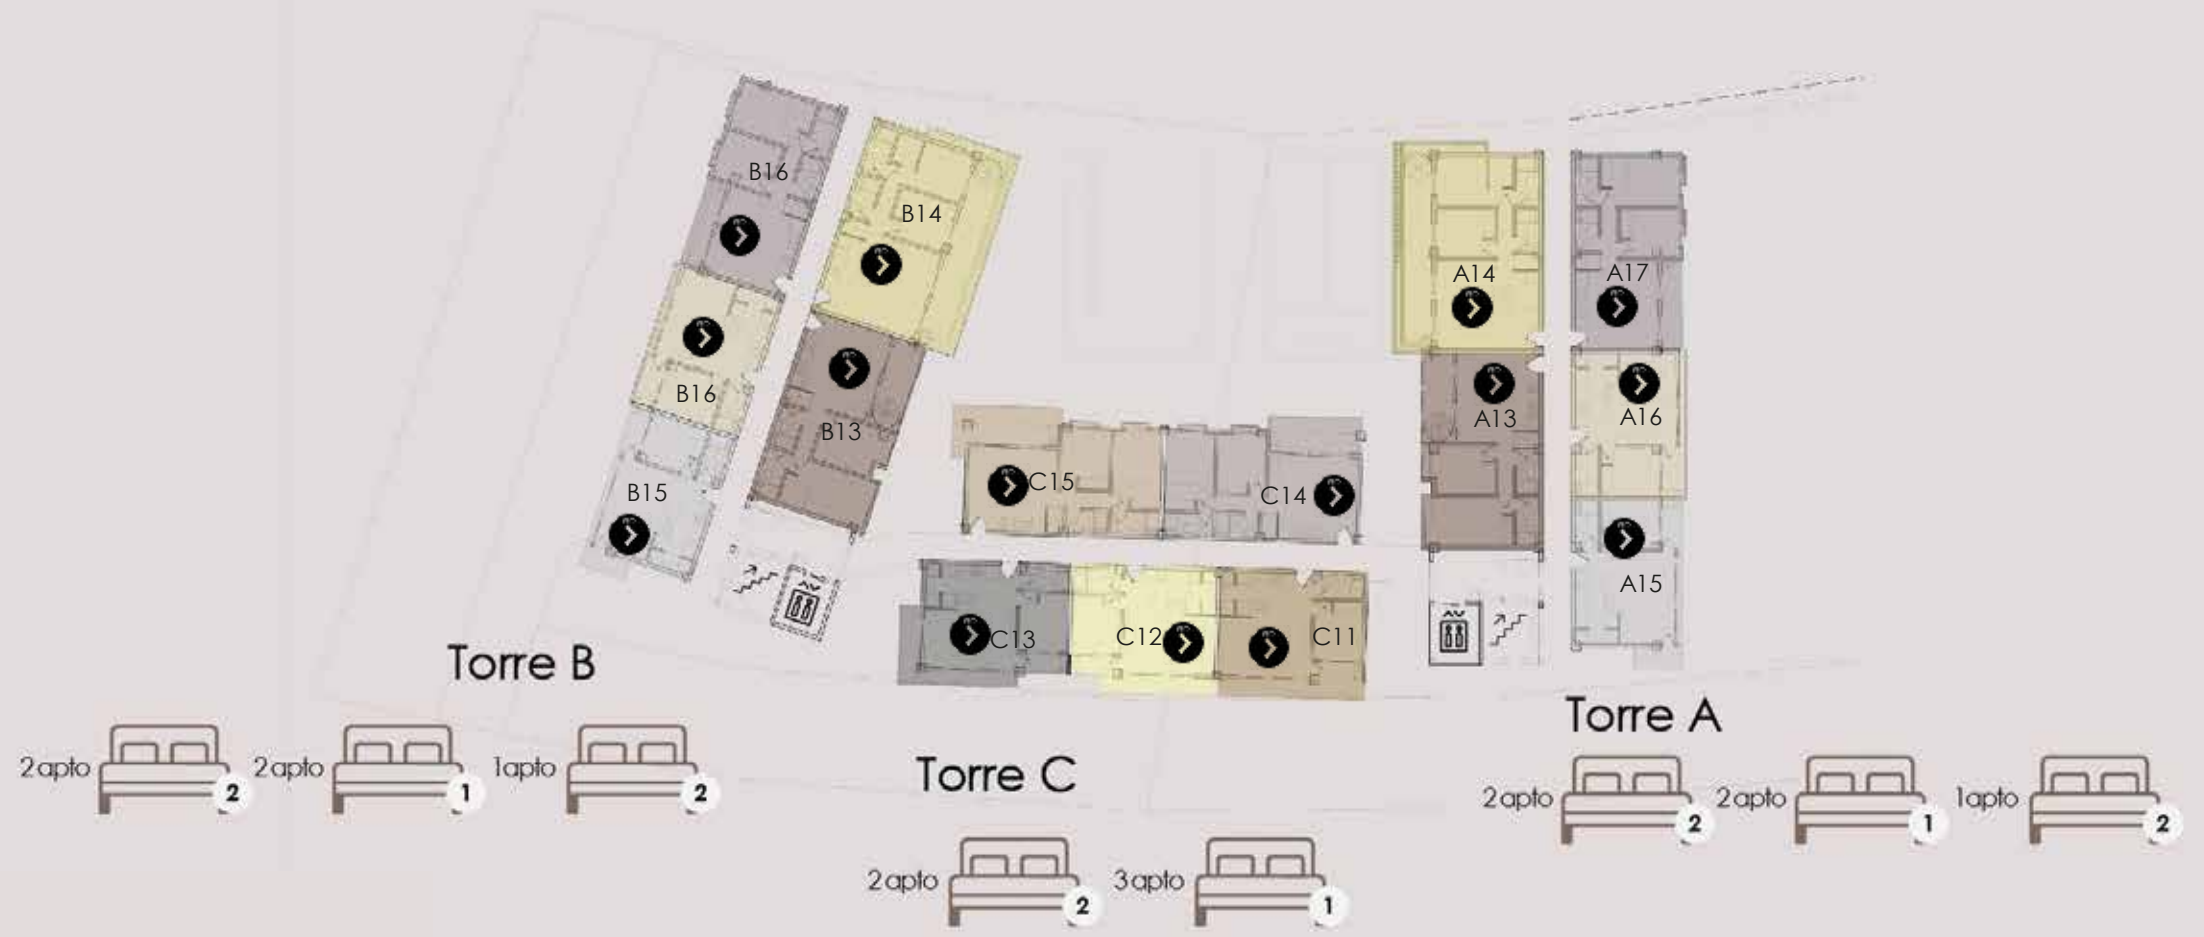 B16
B14
B16
B13
B15
A14
A17
A13
A16
A15
C15
C14
C13
C12
C11
Torre B
2apto 2
2apto 1
1apto 2
Torre C
2apto 2
3apto 1
Torre A
2apto 2
2apto 1
1apto 2